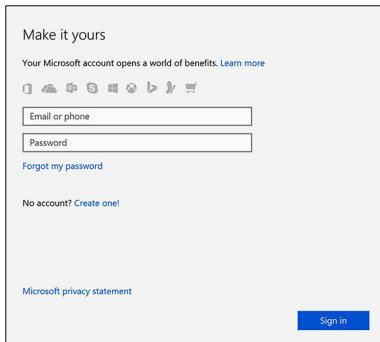 Make it yours
Your Microsoft account opens a world of benefits. Learn more
Email or phone
Password
Forgot my password
No account? Create one!
Microsoft privacy statement
Sign in